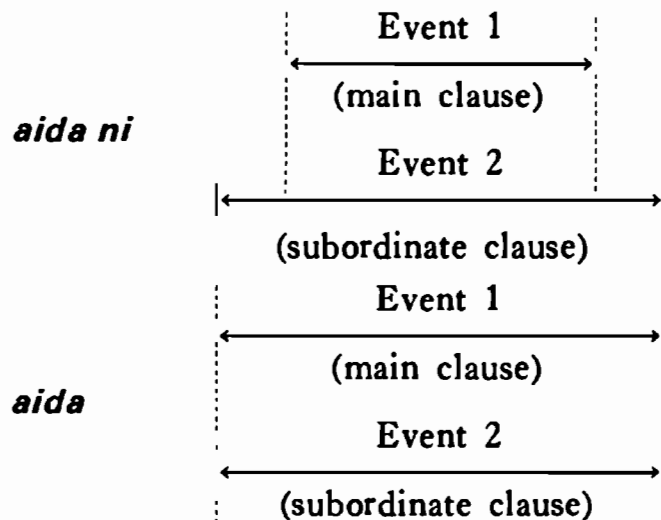 Event 1
(main clause)
aida ni
Event 2
(subordinate clause)
Event 1
(main clause)
aida
Event 2
(subordinate clause)